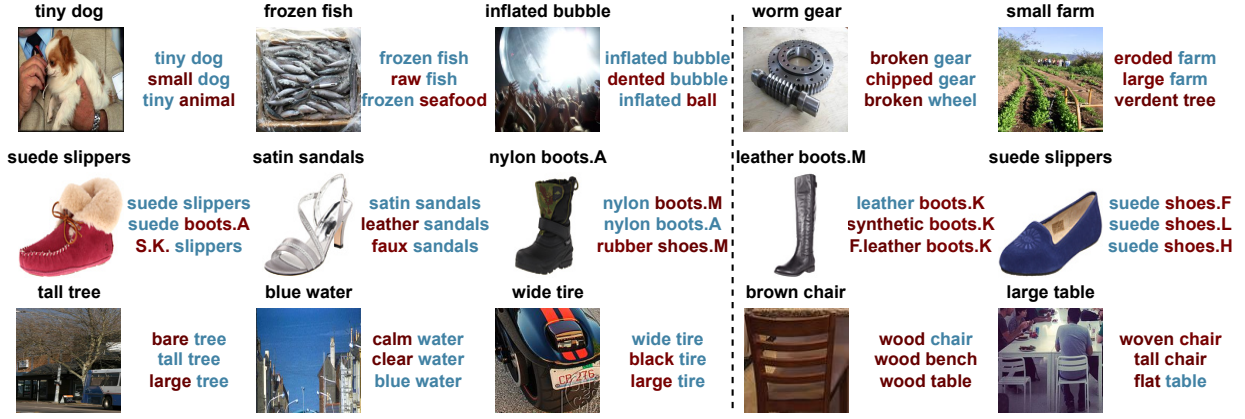 tiny dog
tiny dog
small dog
tiny animal
frozen fish
frozen fish
raw fish
frozen seafood
inflated bubble
inflated bubble
dented bubble
inflated ball
worm gear
broken gear
chipped gear
broken wheel
small farm
eroded farm
large farm
verdent tree
suede slippers
suede slippers
suede boots.A
S.K. slippers
satin sandals
satin sandals
leather sandals
faux sandals
nylon boots.A
nylon boots.M
nylon boots.A
rubber shoes.M
leather boots.M
leather boots.K
synthetic boots.K
F.leather boots.K
suede slippers
suede shoes.F
suede shoes.L
suede shoes.H
tall tree
bare tree
tall tree
large tree
blue water
calm water
clear water
blue water
wide tire
CB 276
wide tire
black tire
large tire
brown chair
wood chair
wood bench
wood table
large table
woven chair
tall chair
flat table